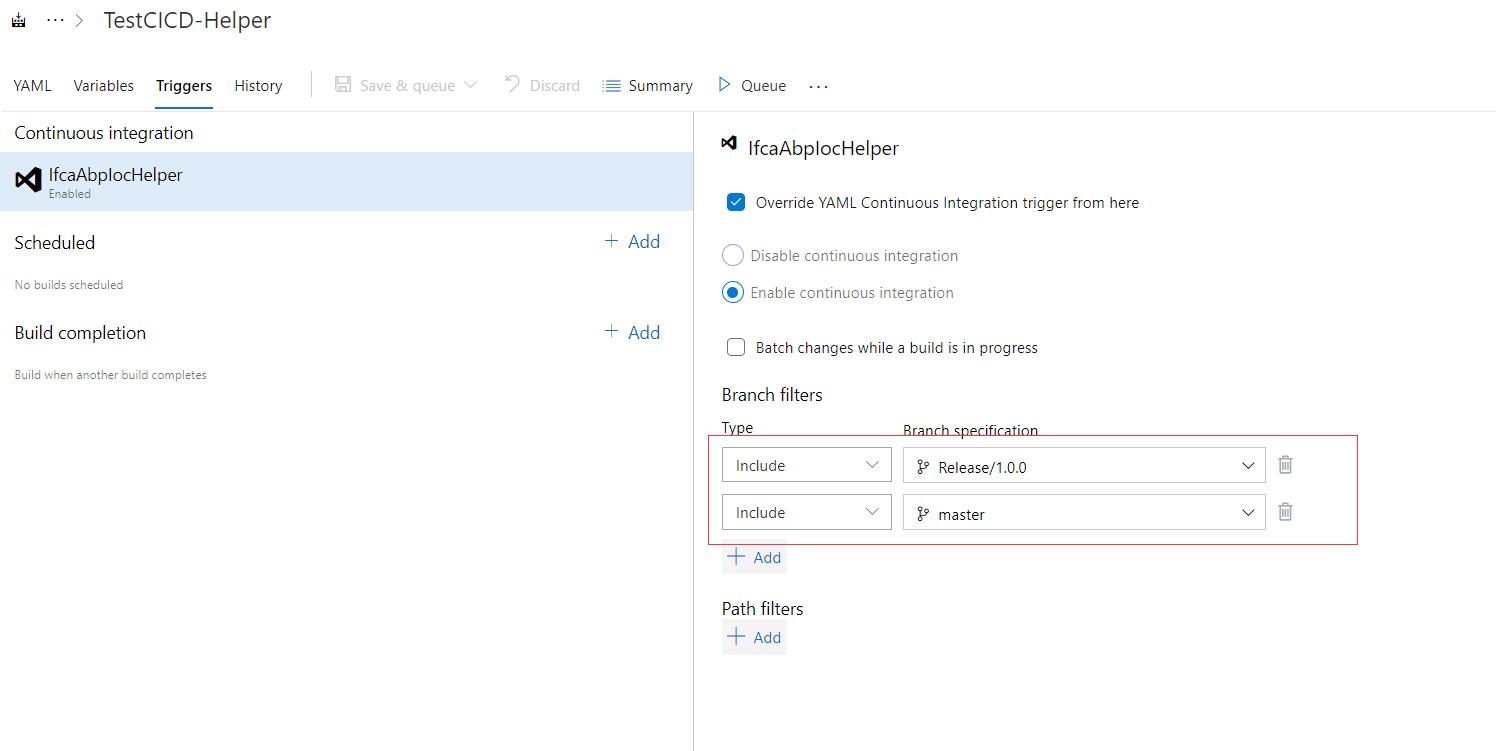 ··· > TestCICD-Helper
YAML Variables Triggers History Save & queue Discard Summary Queue ···
Continuous integration
IfcaAbpIocHelper
Enabled
Scheduled
+ Add
No builds scheduled
Build completion
+ Add
Build when another build completes
IfcaAbpIocHelper
Override YAML Continuous Integration trigger from here
Disable continuous integration
Enable continuous integration
Batch changes while a build is in progress
Branch filters
Type Branch specification
Include Release/1.0.0
Include master
+ Add
Path filters
+ Add